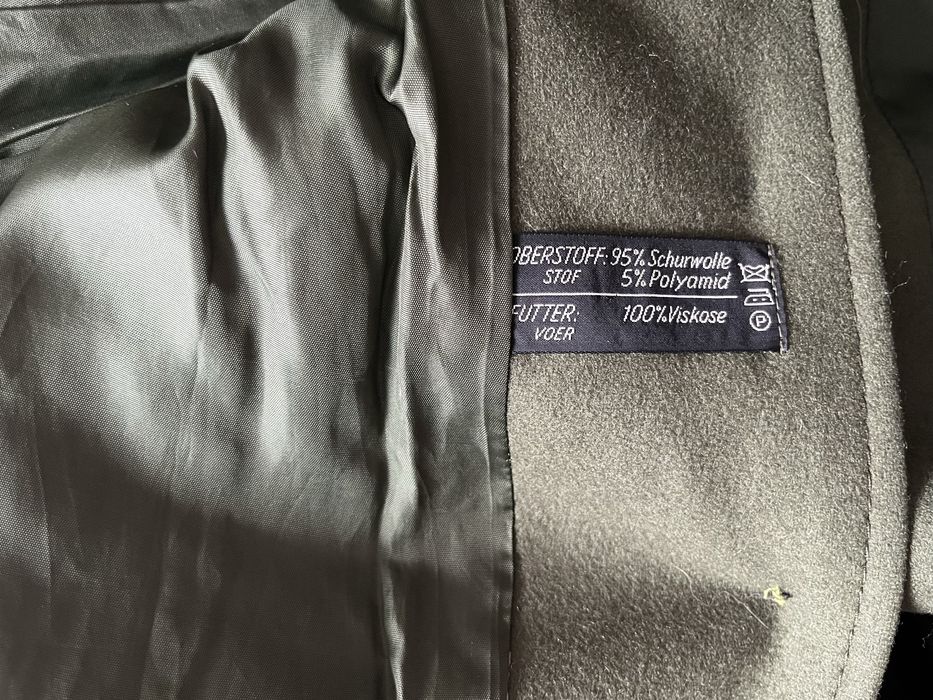 OBERSTOFF: 95% Schurwolle
STOF 5% Polyamid
FUTTER: 100% Viskose
VOER
P